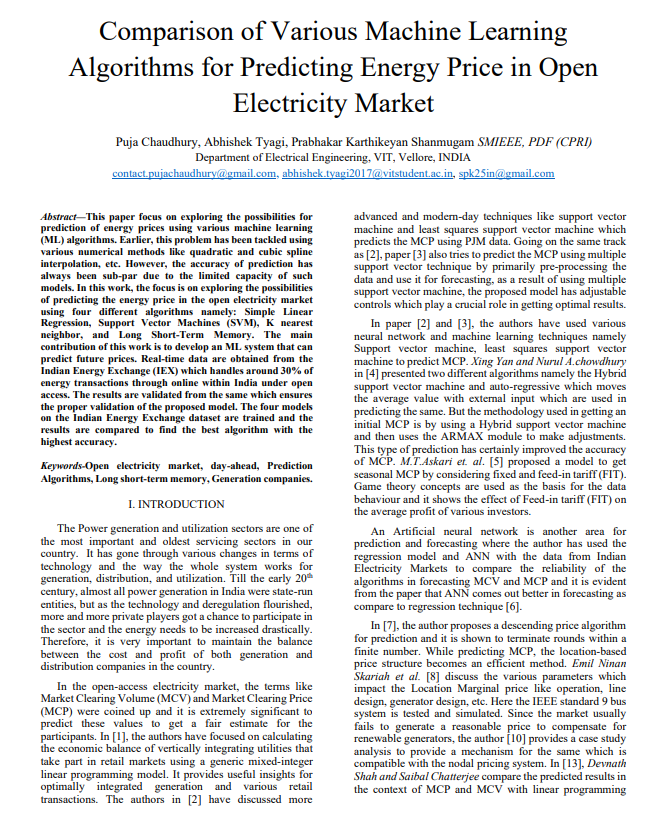 Comparison of Various Machine Learning
Algorithms for Predicting Energy Price in Open
Electricity Market
Puja Chaudhury, Abhishek Tyagi, Prabhakar Karthikeyan Shanmugam SMIEEE, PDF (CPRI)
Department of Electrical Engineering, VIT, Vellore, INDIA
contact.pujachaudhury@gmail.com, abhishek.tyagi2017@vitstudent.ac.in, spk25in@gmail.com
Abstract—This paper focus on exploring the possibilities for
prediction of energy prices using various machine learning
(ML) algorithms. Earlier, this problem has been tackled using
various numerical methods like quadratic and cubic spline
interpolation, etc. However, the accuracy of prediction has
always been sub-par due to the limited capacity of such
models. In this work, the focus is on exploring the possibilities
of predicting the energy price in the open electricity market
using four different algorithms namely: Simple Linear
Regression, Support Vector Machines (SVM), K nearest
neighbor, and Long Short-Term Memory. The main
contribution of this work is to develop an ML system that can
predict future prices. Real-time data are obtained from the
Indian Energy Exchange (IEX) which handles around 30% of
energy transactions through online within India under open
access. The results are validated from the same which ensures
the proper validation of the proposed model. The four models
on the Indian Energy Exchange dataset are trained and the
results are compared to find the best algorithm with the
highest accuracy.
Keywords-Open electricity market, day-ahead, Prediction
Algorithms, Long short-term memory, Generation companies.
I. INTRODUCTION
The Power generation and utilization sectors are one of
the most important and oldest servicing sectors in our
country. It has gone through various changes in terms of
technology and the way the whole system works for
generation, distribution, and utilization. Till the early 20th
century, almost all power generation in India were state-run
entities, but as the technology and deregulation flourished,
more and more private players got a chance to participate in
the sector and the energy needs to be increased drastically.
Therefore, it is very important to maintain the balance
between the cost and profit of both generation and
distribution companies in the country.
In the open-access electricity market, the terms like
Market Clearing Volume (MCV) and Market Clearing Price
(MCP) were coined up and it is extremely significant to
predict these values to get a fair estimate for the
participants. In [1], the authors have focused on calculating
the economic balance of vertically integrating utilities that
take part in retail markets using a generic mixed-integer
linear programming model. It provides useful insights for
optimally integrated generation and various retail
transactions. The authors in [2] have discussed more
advanced and modern-day techniques like support vector
machine and least squares support vector machine which
predicts the MCP using PJM data. Going on the same track
as [2], paper [3] also tries to predict the MCP using multiple
support vector technique by primarily pre-processing the
data and use it for forecasting, as a result of using multiple
support vector machine, the proposed model has adjustable
controls which play a crucial role in getting optimal results.
In paper [2] and [3], the authors have used various
neural network and machine learning techniques namely
Support vector machine, least squares support vector
machine to predict MCP. Xing Yan and Nurul A.chowdhury
in [4] presented two different algorithms namely the Hybrid
support vector machine and auto-regressive which moves
the average value with external input which are used in
predicting the same. But the methodology used in getting an
initial MCP is by using a Hybrid support vector machine
and then uses the ARMAX module to make adjustments.
This type of prediction has certainly improved the accuracy
of MCP. M.T.Askari et. al. [5] proposed a model to get
seasonal MCP by considering fixed and feed-in tariff (FIT).
Game theory concepts are used as the basis for the data
behaviour and it shows the effect of Feed-in tariff (FIT) on
the average profit of various investors.
An Artificial neural network is another area for
prediction and forecasting where the author has used the
regression model and ANN with the data from Indian
Electricity Markets to compare the reliability of the
algorithms in forecasting MCV and MCP and it is evident
from the paper that ANN comes out better in forecasting as
compare to regression technique [6].
In [7], the author proposes a descending price algorithm
for prediction and it is shown to terminate rounds within a
finite number. While predicting MCP, the location-based
price structure becomes an efficient method. Emil Ninan
Skariah et al. [8] discuss the various parameters which
impact the Location Marginal price like operation, line
design, generator design, etc. Here the IEEE standard 9 bus
system is tested and simulated. Since the market usually
fails to generate a reasonable price to compensate for
renewable generators, the author [10] provides a case study
analysis to provide a mechanism for the same which is
compatible with the nodal pricing system. In [13], Devnath
Shah and Saibal Chatterjee compare the predicted results in
the context of MCP and MCV with linear programming